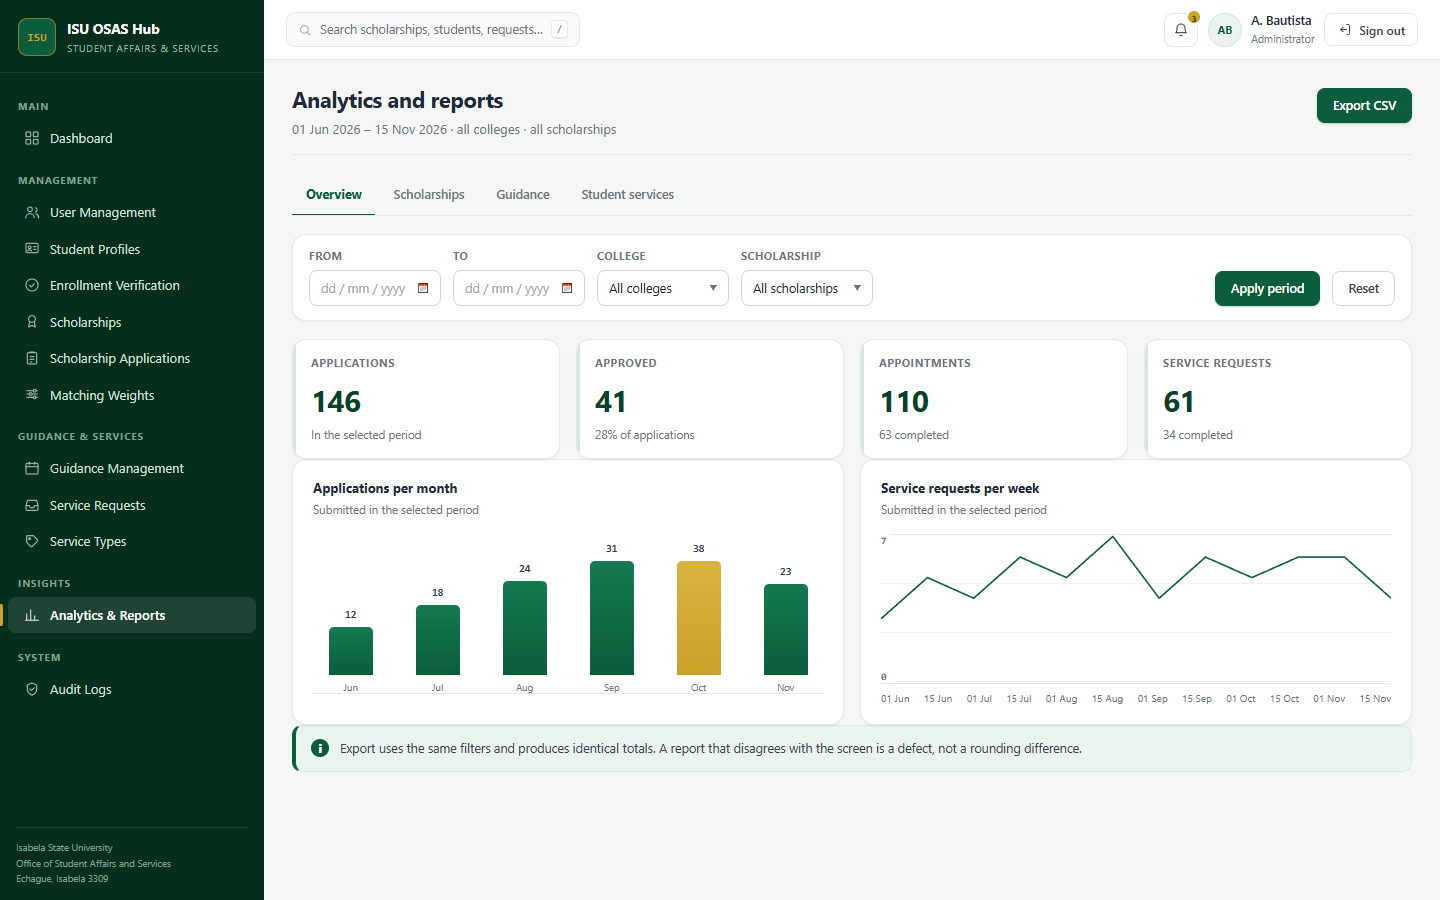 ISU
ISU OSAS Hub
STUDENT AFFAIRS & SERVICES
MAIN
Dashboard
MANAGEMENT
User Management
Student Profiles
Enrollment Verification
Scholarships
Scholarship Applications
Matching Weights
GUIDANCE & SERVICES
Guidance Management
Service Requests
Service Types
INSIGHTS
Analytics & Reports
SYSTEM
Audit Logs
Isabela State University
Office of Student Affairs and Services
Echague, Isabela 3309
Search scholarships, students, requests... /
3
AB
A. Bautista
Administrator
Sign out
Analytics and reports
01 Jun 2026 – 15 Nov 2026 · all colleges · all scholarships
Export CSV
Overview Scholarships Guidance Student services
FROM TO COLLEGE SCHOLARSHIP
dd / mm / yyyy dd / mm / yyyy All colleges All scholarships Apply period Reset
APPLICATIONS
146
In the selected period
APPROVED
41
28% of applications
APPOINTMENTS
110
63 completed
SERVICE REQUESTS
61
34 completed
Applications per month
Submitted in the selected period
12 18 24 31 38 23
Jun Jul Aug Sep Oct Nov
Service requests per week
Submitted in the selected period
7
0
01 Jun 15 Jun 01 Jul 15 Jul 01 Aug 15 Aug 01 Sep 15 Sep 01 Oct 15 Oct 01 Nov 15 Nov
Export uses the same filters and produces identical totals. A report that disagrees with the screen is a defect, not a rounding difference.